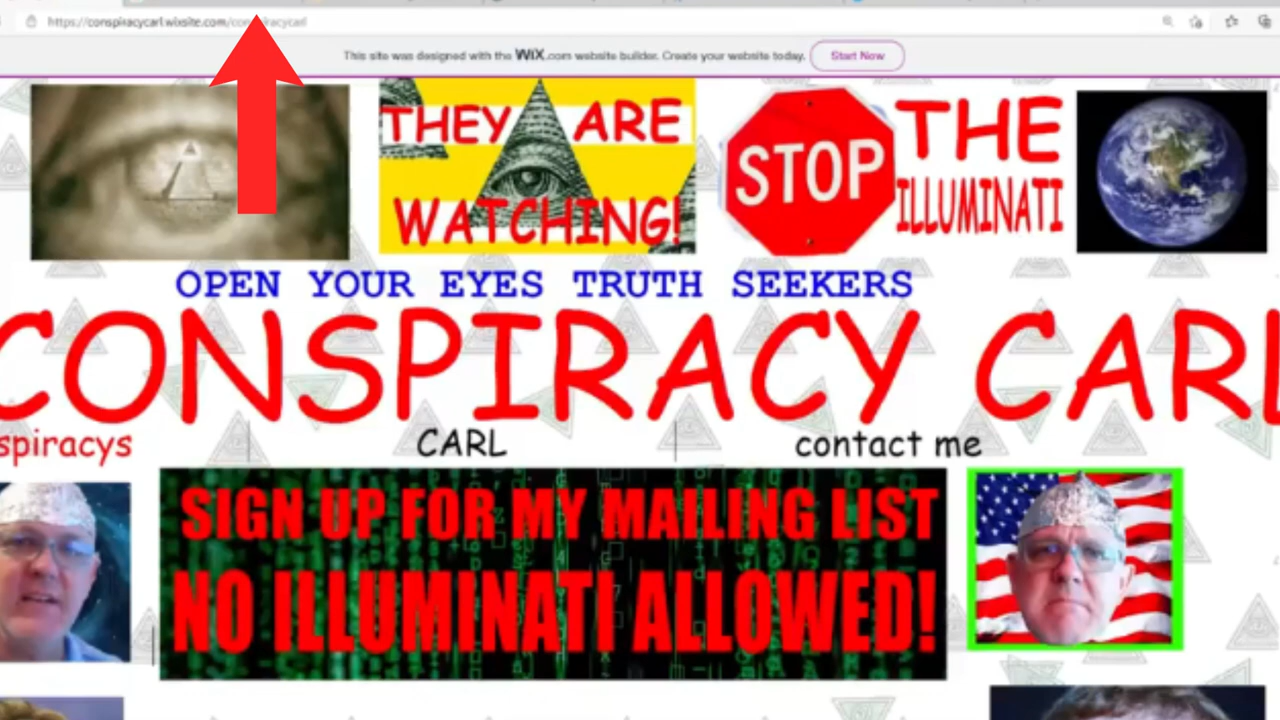 https://conspiracycarl.wixsite.com/conspiracycarl
This site was designed with the WiX.com website builder. Create your website today.
Start Now
THEY ARE
WATCHING!
STOP
THE
ILLUMINATI
OPEN YOUR EYES TRUTH SEEKERS
CONSPIRACY CARL
spiracys
CARL
contact me
SIGN UP FOR MY MAILING LIST
NO ILLUMINATI ALLOWED!